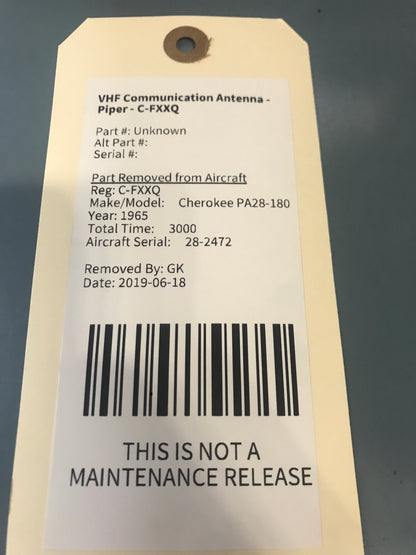 VHF Communication Antenna -
Piper - C-FXXQ
Part #: Unknown
Alt Part #:
Serial #:
Part Removed from Aircraft
Reg: C-FXXQ
Make/Model: Cherokee PA28-180
Year: 1965
Total Time: 3000
Aircraft Serial: 28-2472
Removed By: GK
Date: 2019-06-18
THIS IS NOT A
MAINTENANCE RELEASE